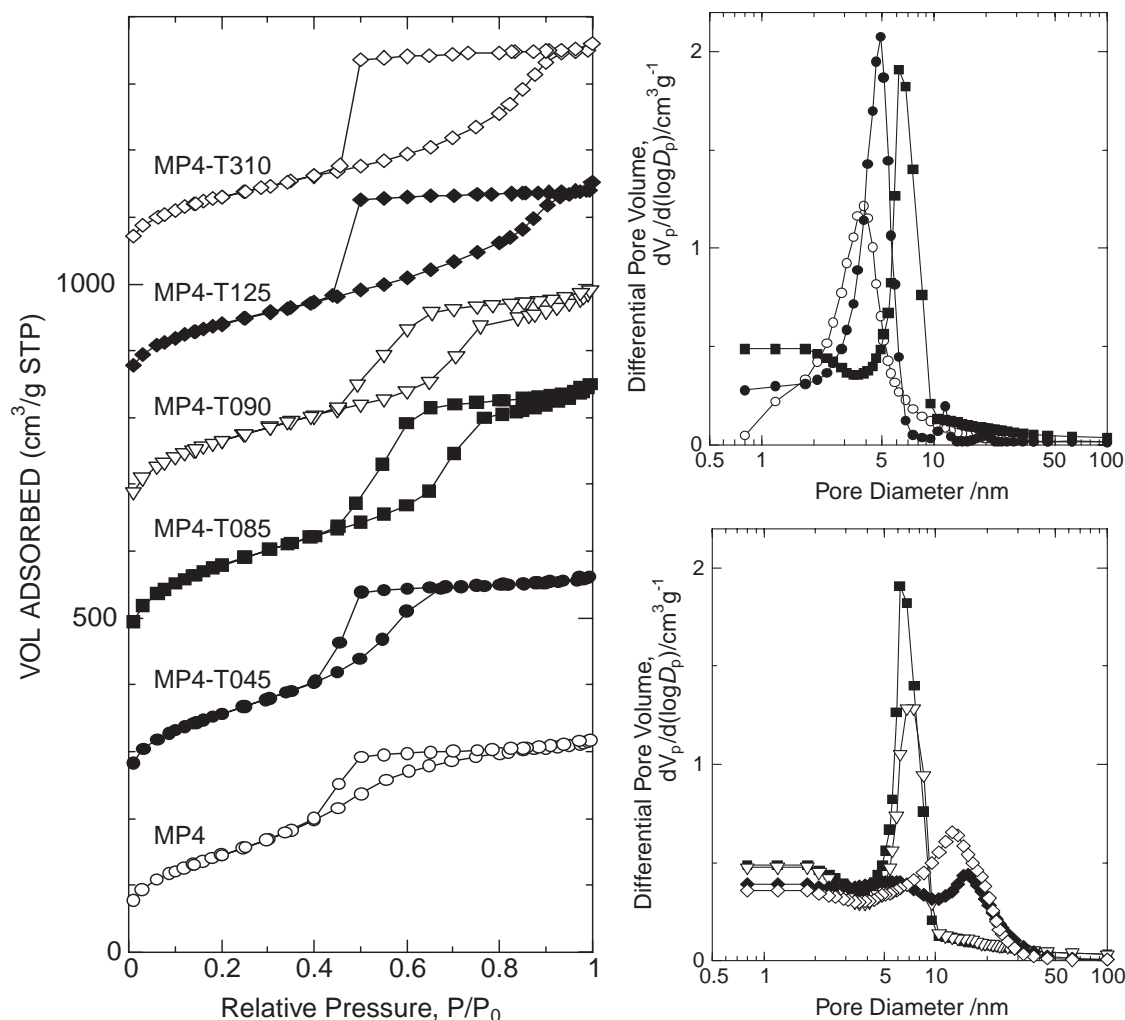 VOL ADSORBED (cm³/g STP)
1000
500
0
MP4-T310
MP4-T125
MP4-T090
MP4-T085
MP4-T045
MP4
0 0.2 0.4 0.6 0.8 1
Relative Pressure, P/P₀
Differential Pore Volume,
dVₚ/d(logDₚ)/cm³g⁻¹
2
1
0
0.5 1 5 10 50 100
Pore Diameter /nm
Differential Pore Volume,
dVₚ/d(logDₚ)/cm³g⁻¹
2
1
0
0.5 1 5 10 50 100
Pore Diameter /nm